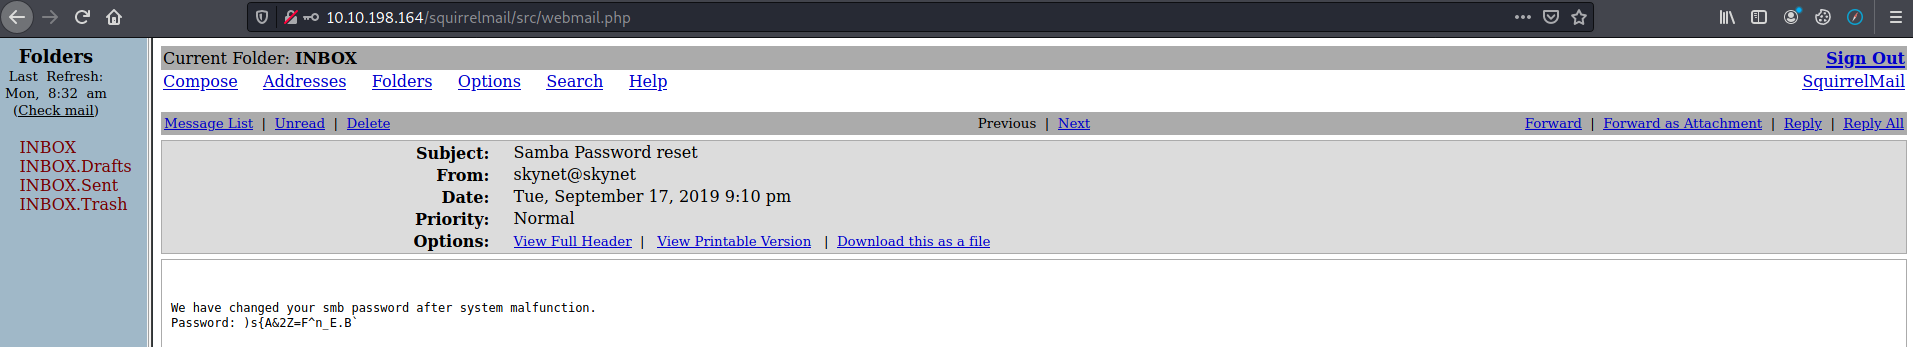 10.10.198.164/squirrelmail/src/webmail.php
Folders
Last Refresh:
Mon, 8:32 am
(Check mail)
INBOX
INBOX.Drafts
INBOX.Sent
INBOX.Trash
Current Folder: INBOX Sign Out
Compose Addresses Folders Options Search Help SquirrelMail
Message List | Unread | Delete Previous | Next Forward | Forward as Attachment | Reply | Reply All
Subject: Samba Password reset
From: skynet@skynet
Date: Tue, September 17, 2019 9:10 pm
Priority: Normal
Options: View Full Header | View Printable Version | Download this as a file
We have changed your smb password after system malfunction.
Password: )s{A&2Z=F^n_E.B`